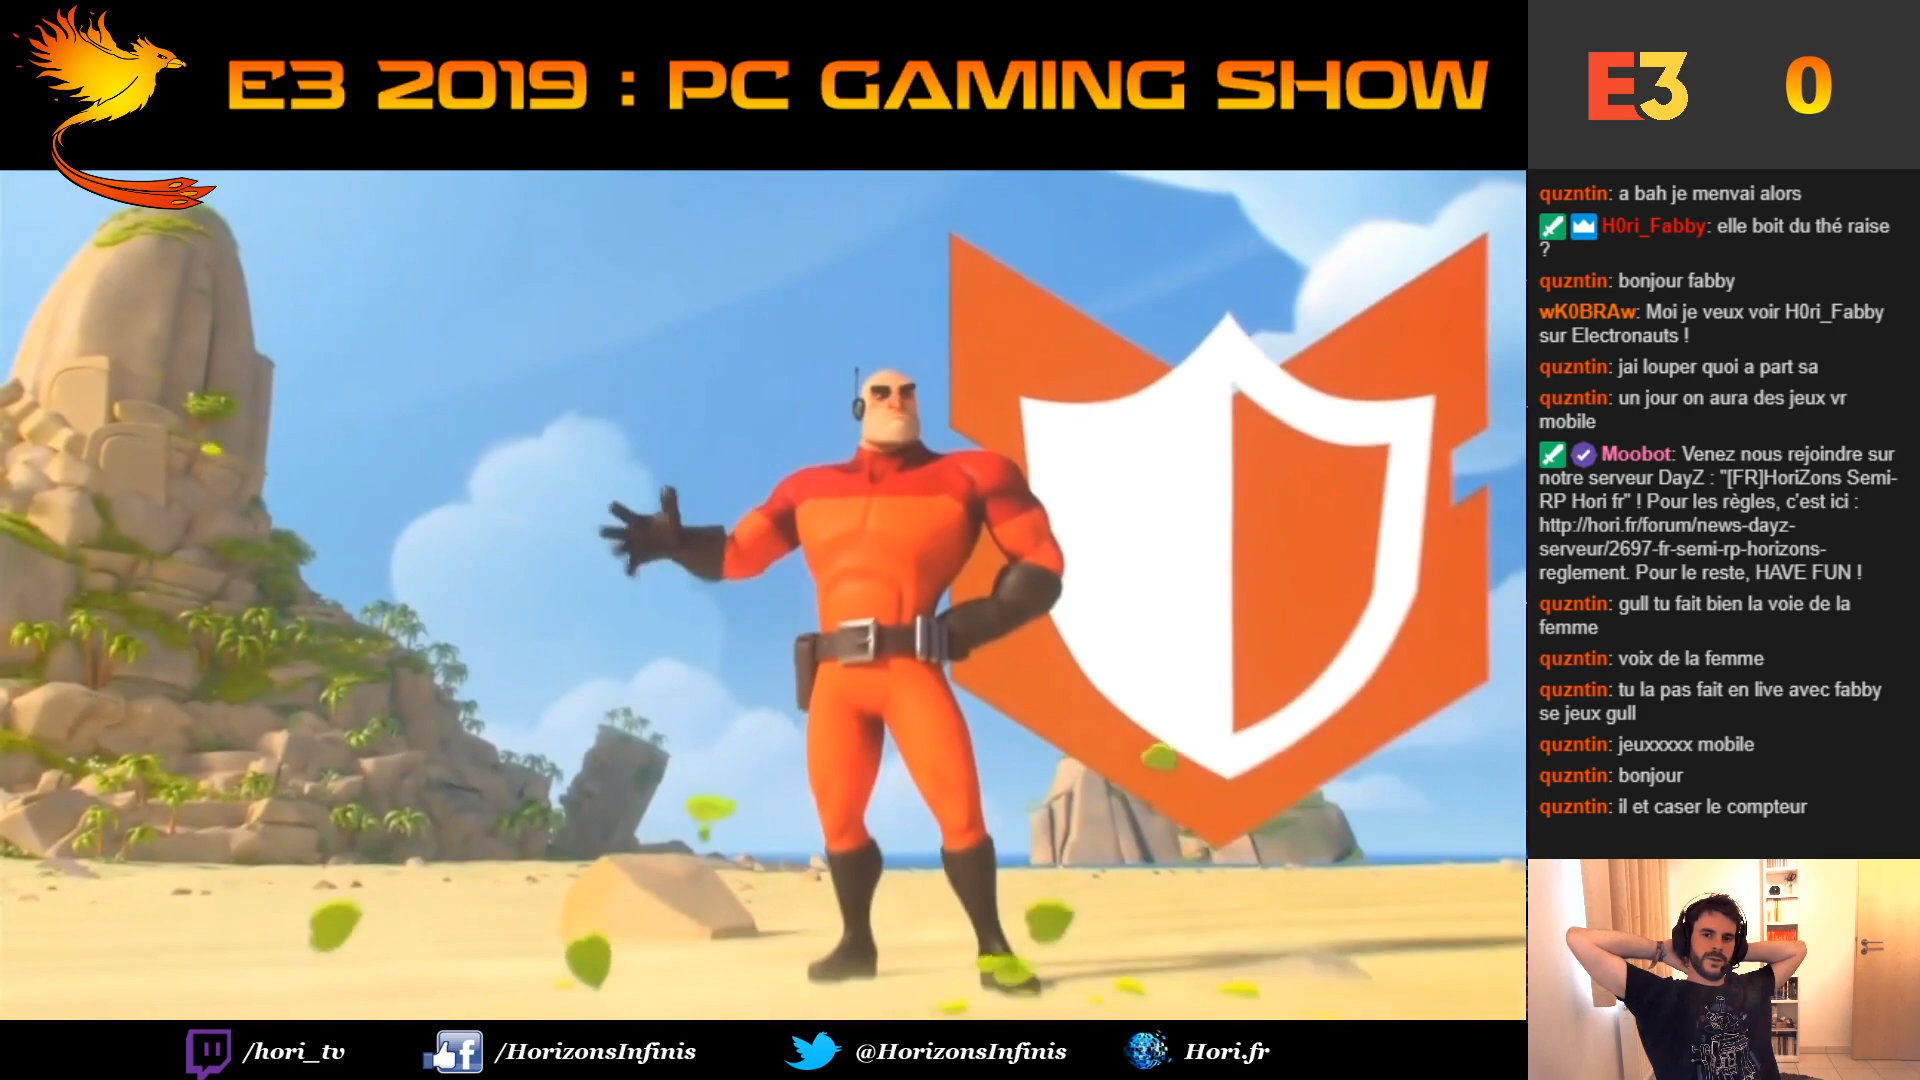 E3 2019 : PC GAMING SHOW
E3
0
quzntin: a bah je menvai alors
H0ri_Fabby: elle boit du thé raise
?
quzntin: bonjour fabby
wK0BRAw: Moi je veux voir H0ri_Fabby
sur Electronauts !
quzntin: jai louper quoi a part sa
quzntin: un jour on aura des jeux vr
mobile
Moobot: Venez nous rejoindre sur
notre serveur DayZ : "[FR]HoriZons Semi-
RP Hori fr" ! Pour les règles, c'est ici :
http://hori.fr/forum/news-dayz-
serveur/2697-fr-semi-rp-horizons-
reglement. Pour le reste, HAVE FUN !
quzntin: gull tu fait bien la voie de la
femme
quzntin: voix de la femme
quzntin: tu la pas fait en live avec fabby
se jeux gull
quzntin: jeuxxxxx mobile
quzntin: bonjour
quzntin: il et caser le compteur
/hori_tv
/HorizonsInfinis
@HorizonsInfinis
Hori.fr